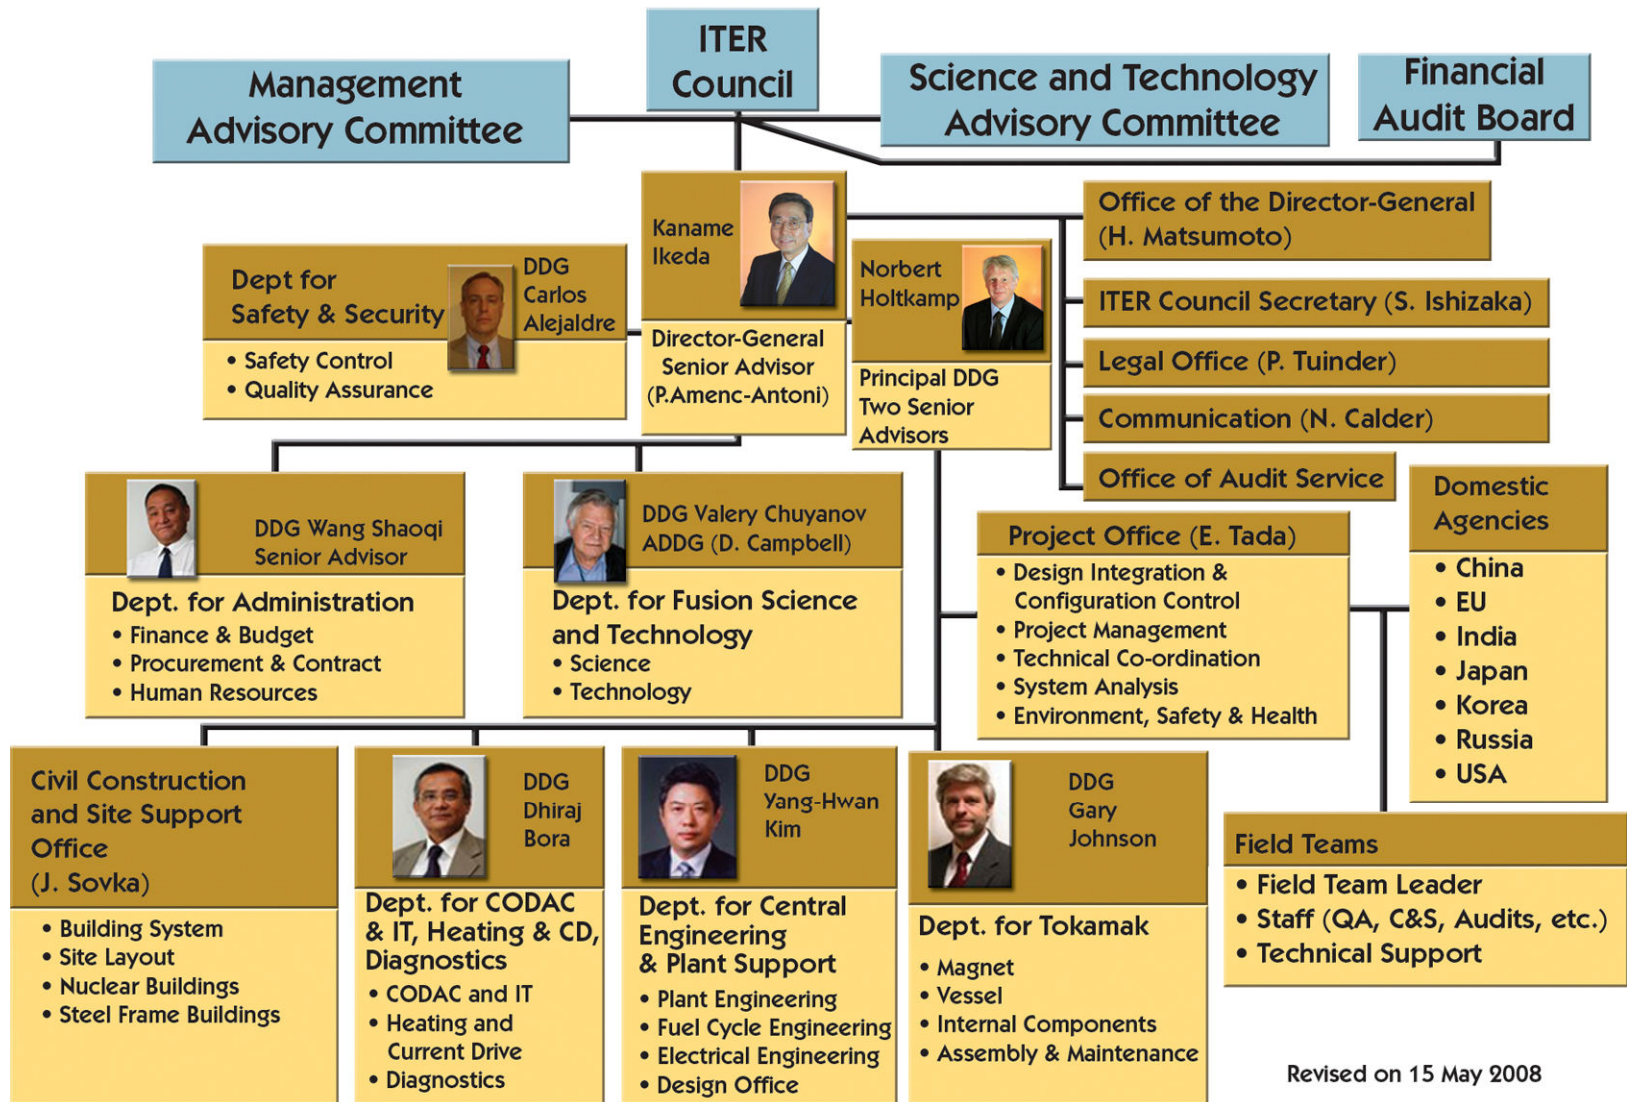 ITER
Council
Management
Advisory Committee
Science and Technology
Advisory Committee
Financial
Audit Board
Kaname
Ikeda
Director-General
Senior Advisor
(P.Amenc-Antoni)
Norbert
Holtkamp
Principal DDG
Two Senior
Advisors
Dept for
Safety & Security
DDG
Carlos
Alejaldre
• Safety Control
• Quality Assurance
Office of the Director-General
(H. Matsumoto)
ITER Council Secretary (S. Ishizaka)
Legal Office (P. Tuinder)
Communication (N. Calder)
Office of Audit Service
DDG Wang Shaoqi
Senior Advisor
Dept. for Administration
• Finance & Budget
• Procurement & Contract
• Human Resources
DDG Valery Chuyanov
ADDG (D. Campbell)
Dept. for Fusion Science
and Technology
• Science
• Technology
Project Office (E. Tada)
• Design Integration &
Configuration Control
• Project Management
• Technical Co-ordination
• System Analysis
• Environment, Safety & Health
Domestic
Agencies
• China
• EU
• India
• Japan
• Korea
• Russia
• USA
Civil Construction
and Site Support
Office
(J. Sovka)
• Building System
• Site Layout
• Nuclear Buildings
• Steel Frame Buildings
DDG
Dhiraj
Bora
Dept. for CODAC
& IT, Heating & CD,
Diagnostics
• CODAC and IT
• Heating and
Current Drive
• Diagnostics
DDG
Yang-Hwan
Kim
Dept. for Central
Engineering
& Plant Support
• Plant Engineering
• Fuel Cycle Engineering
• Electrical Engineering
• Design Office
DDG
Gary
Johnson
Dept. for Tokamak
• Magnet
• Vessel
• Internal Components
• Assembly & Maintenance
Field Teams
• Field Team Leader
• Staff (QA, C&S, Audits, etc.)
• Technical Support
Revised on 15 May 2008